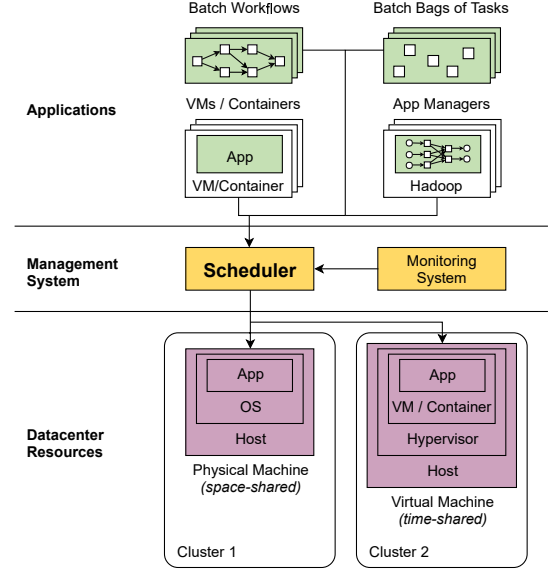 Batch Workflows
Batch Bags of Tasks
Applications
VMs / Containers
App Managers
App
VM/Container
Hadoop
Management
System
Scheduler
Monitoring
System
Datacenter
Resources
App
OS
Host
Physical Machine
(space-shared)
Cluster 1
App
VM / Container
Hypervisor
Host
Virtual Machine
(time-shared)
Cluster 2